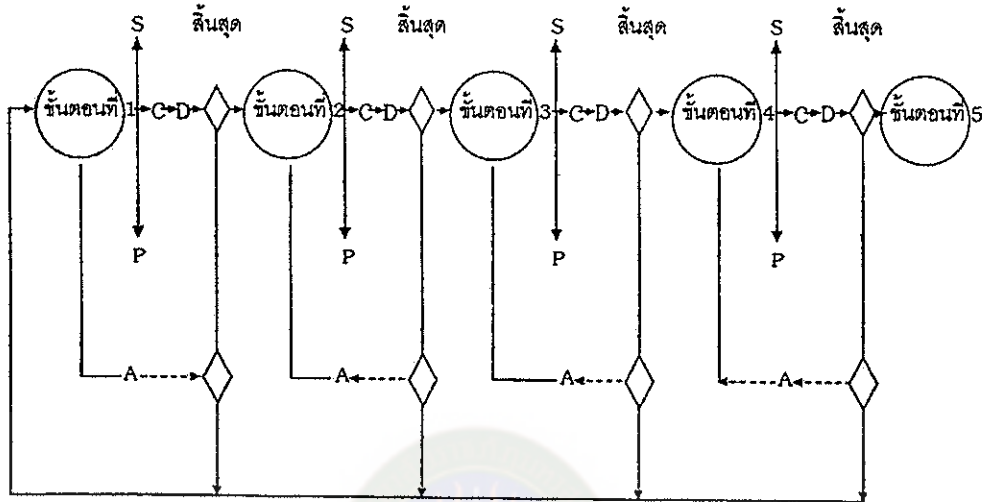 S สิ้นสุด S สิ้นสุด S สิ้นสุด S สิ้นสุด
ขั้นตอนที่ 1 C D ขั้นตอนที่ 2 C D ขั้นตอนที่ 3 C D ขั้นตอนที่ 4 C D ขั้นตอนที่ 5
P P P P
A A A A